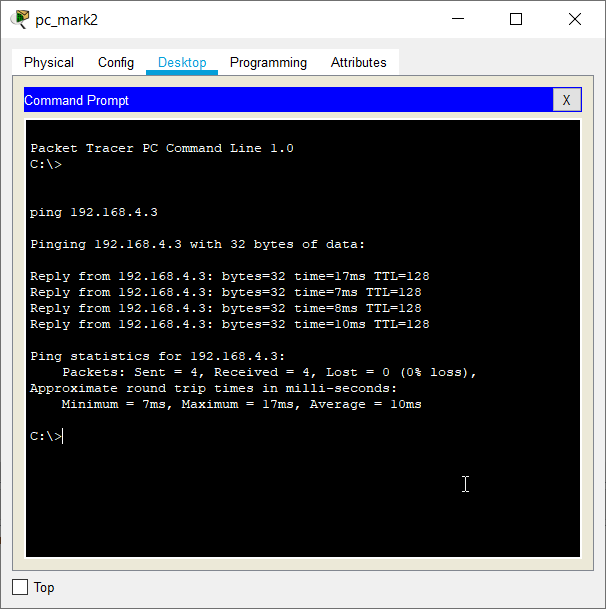 pc_mark2
Physical Config Desktop Programming Attributes
Command Prompt X
Packet Tracer PC Command Line 1.0
C:\>
ping 192.168.4.3
Pinging 192.168.4.3 with 32 bytes of data:
Reply from 192.168.4.3: bytes=32 time=17ms TTL=128
Reply from 192.168.4.3: bytes=32 time=7ms TTL=128
Reply from 192.168.4.3: bytes=32 time=8ms TTL=128
Reply from 192.168.4.3: bytes=32 time=10ms TTL=128
Ping statistics for 192.168.4.3:
    Packets: Sent = 4, Received = 4, Lost = 0 (0% loss),
Approximate round trip times in milli-seconds:
    Minimum = 7ms, Maximum = 17ms, Average = 10ms
C:\>
Top